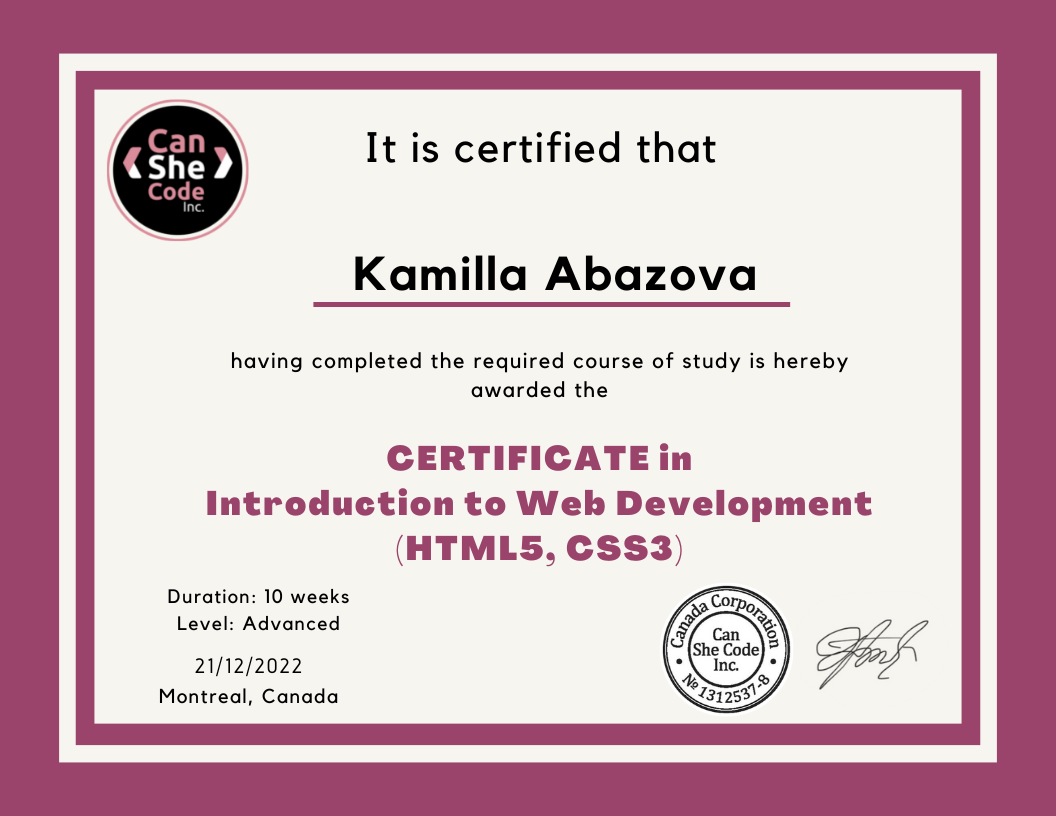 Can
She
Code
Inc.
It is certified that
Kamilla Abazova
having completed the required course of study is hereby
awarded the
CERTIFICATE in
Introduction to Web Development
(HTML5, CSS3)
Duration: 10 weeks
Level: Advanced
21/12/2022
Montreal, Canada
Canada Corporation
Can
She Code
Inc.
№ 1312537-8